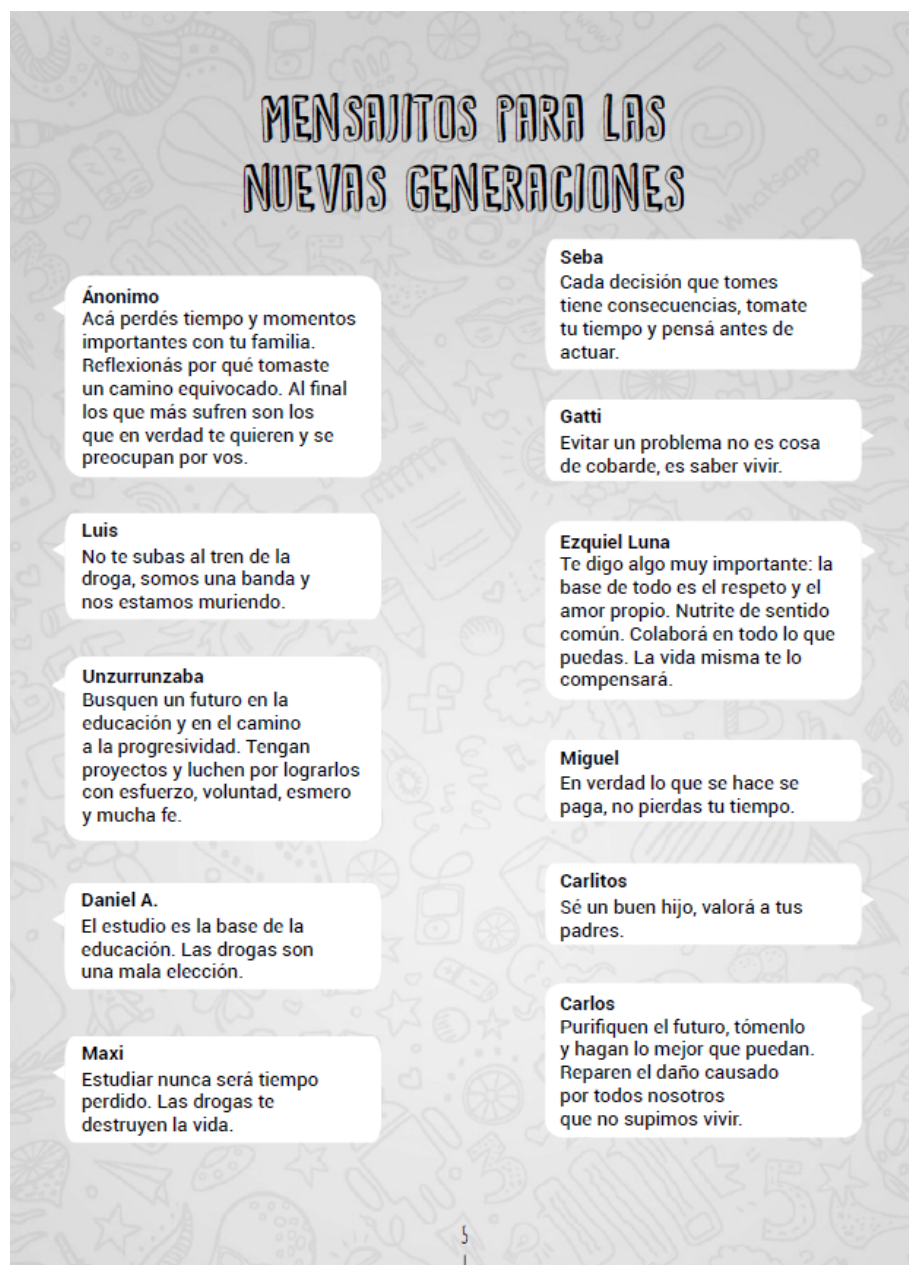 MENSAJITOS PARA LAS
NUEVAS GENERACIONES
Whatsapp
Ánonimo
Acá perdés tiempo y momentos
importantes con tu familia.
Reflexionás por qué tomaste
un camino equivocado. Al final
los que más sufren son los
que en verdad te quieren y se
preocupan por vos.
Luis
No te subas al tren de la
droga, somos una banda y
nos estamos muriendo.
Unzurrunzaba
Busquen un futuro en la
educación y en el camino
a la progresividad. Tengan
proyectos y luchen por lograrlos
con esfuerzo, voluntad, esmero
y mucha fe.
Daniel A.
El estudio es la base de la
educación. Las drogas son
una mala elección.
Maxi
Estudiar nunca será tiempo
perdido. Las drogas te
destruyen la vida.
Seba
Cada decisión que tomes
tiene consecuencias, tomate
tu tiempo y pensá antes de
actuar.
Gatti
Evitar un problema no es cosa
de cobarde, es saber vivir.
Ezquiel Luna
Te digo algo muy importante: la
base de todo es el respeto y el
amor propio. Nutrite de sentido
común. Colaborá en todo lo que
puedas. La vida misma te lo
compensará.
Miguel
En verdad lo que se hace se
paga, no pierdas tu tiempo.
Carlitos
Sé un buen hijo, valorá a tus
padres.
Carlos
Purifiquen el futuro, tómenlo
y hagan lo mejor que puedan.
Reparen el daño causado
por todos nosotros
que no supimos vivir.
5